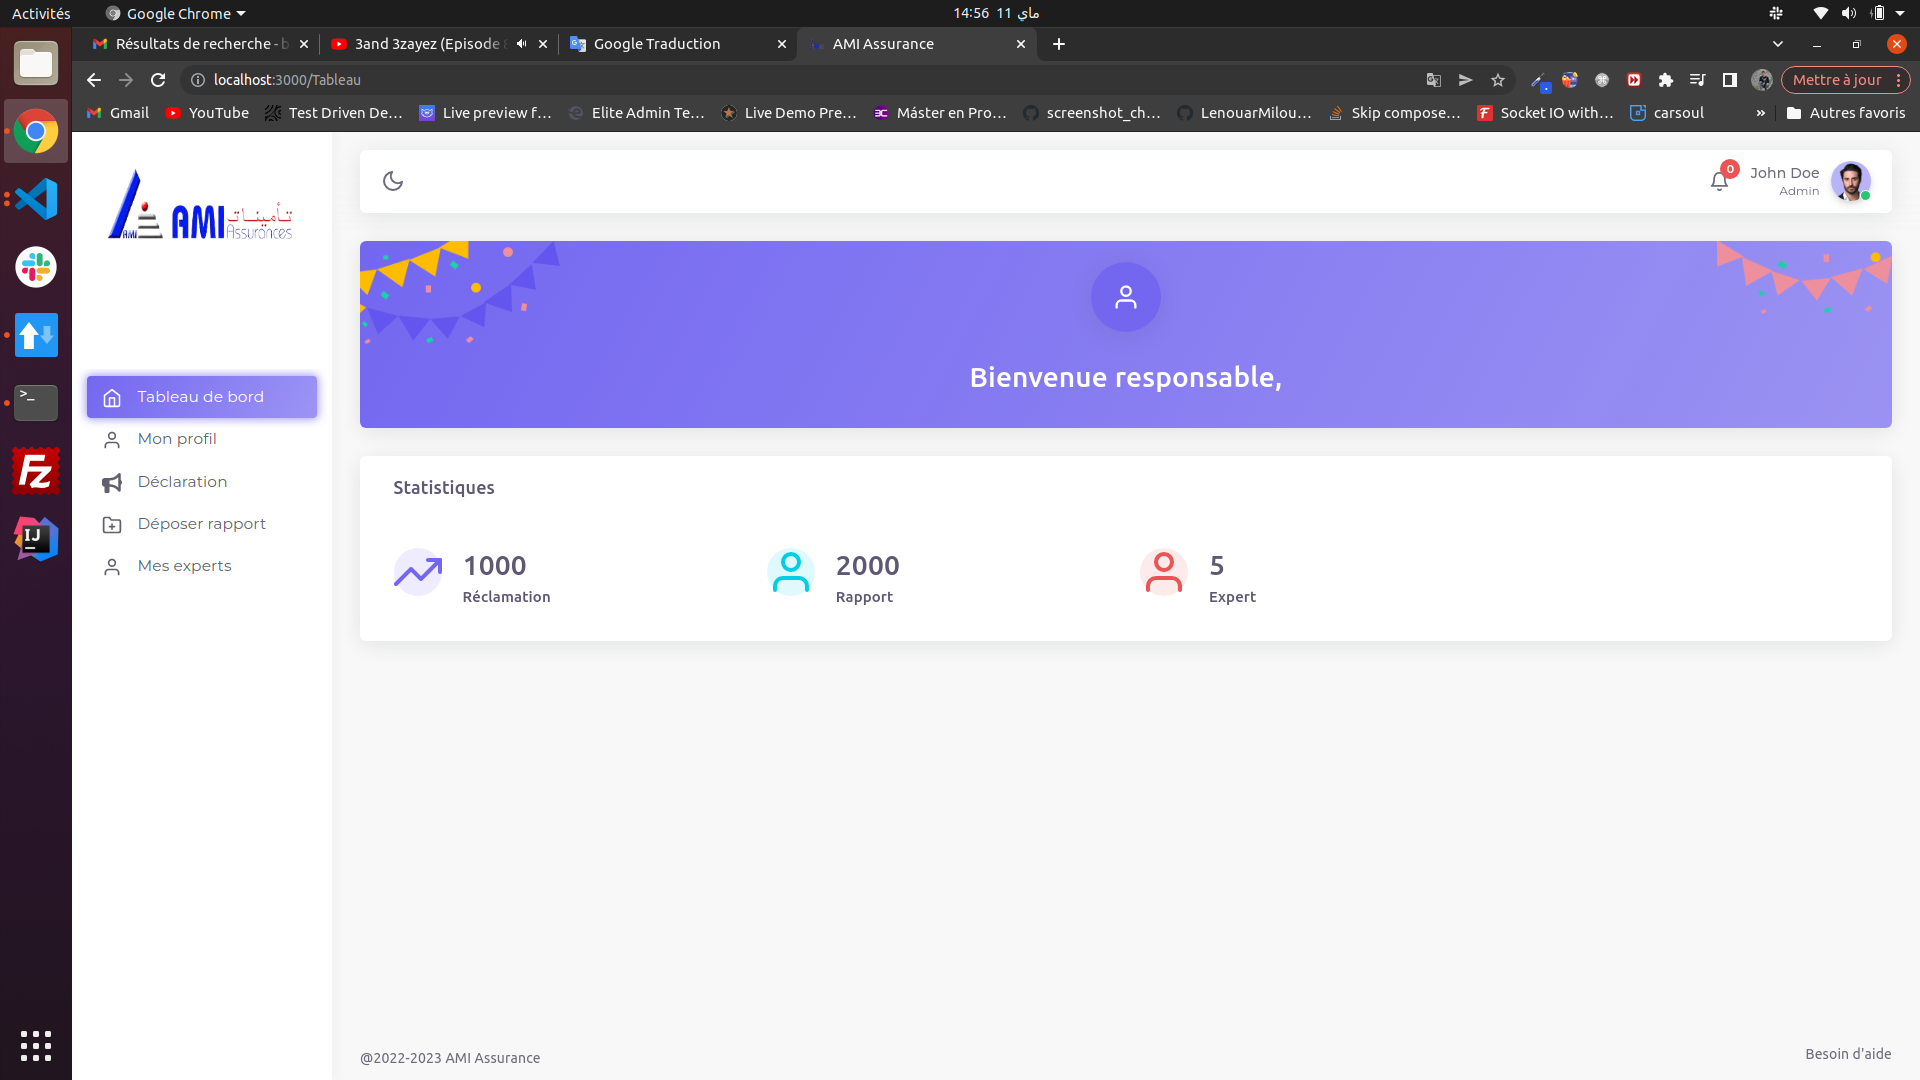 Activités
Google Chrome
14:56 11 ماي
Résultats de recherche - b
3and 3zayez (Episode 8
Google Traduction
AMI Assurance
localhost:3000/Tableau
Mettre à jour
Gmail
YouTube
Test Driven De...
Live preview f...
Elite Admin Te...
Live Demo Pre...
Máster en Pro...
screenshot_ch...
LenouarMilou...
Skip compose...
Socket IO with...
carsoul
»
Autres favoris
AMI
AMI
تأمينات
Assurances
0
John Doe
Admin
Bienvenue responsable,
Tableau de bord
Mon profil
Déclaration
Déposer rapport
Mes experts
Statistiques
1000
Réclamation
2000
Rapport
5
Expert
>_
FZ
IJ
@2022-2023 AMI Assurance
Besoin d'aide